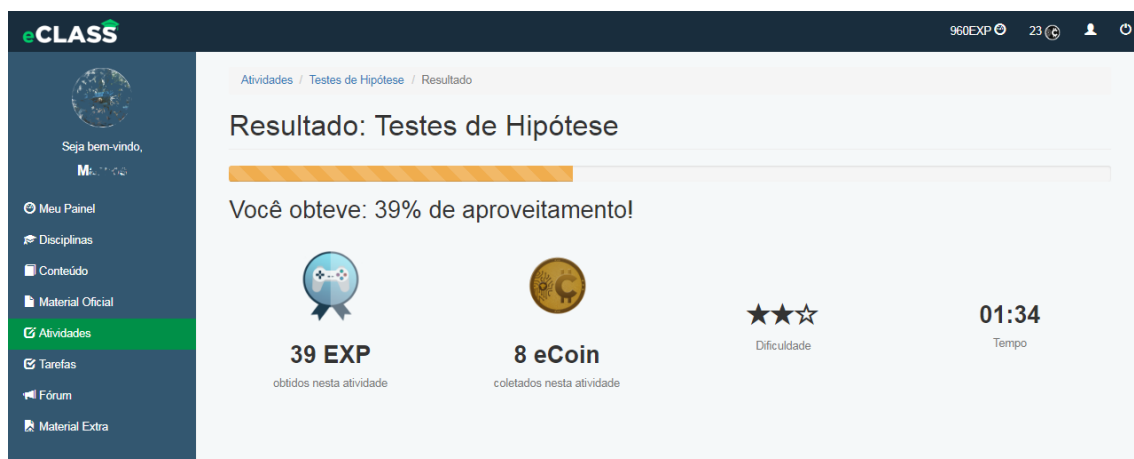 eCLASS
960EXP 23
Seja bem-vindo,
Meu Painel
Disciplinas
Conteúdo
Material Oficial
Atividades
Tarefas
Fórum
Material Extra
Atividades / Testes de Hipótese / Resultado
Resultado: Testes de Hipótese
Você obteve: 39% de aproveitamento!
39 EXP
obtidos nesta atividade
8 eCoin
coletados nesta atividade
Dificuldade
01:34
Tempo